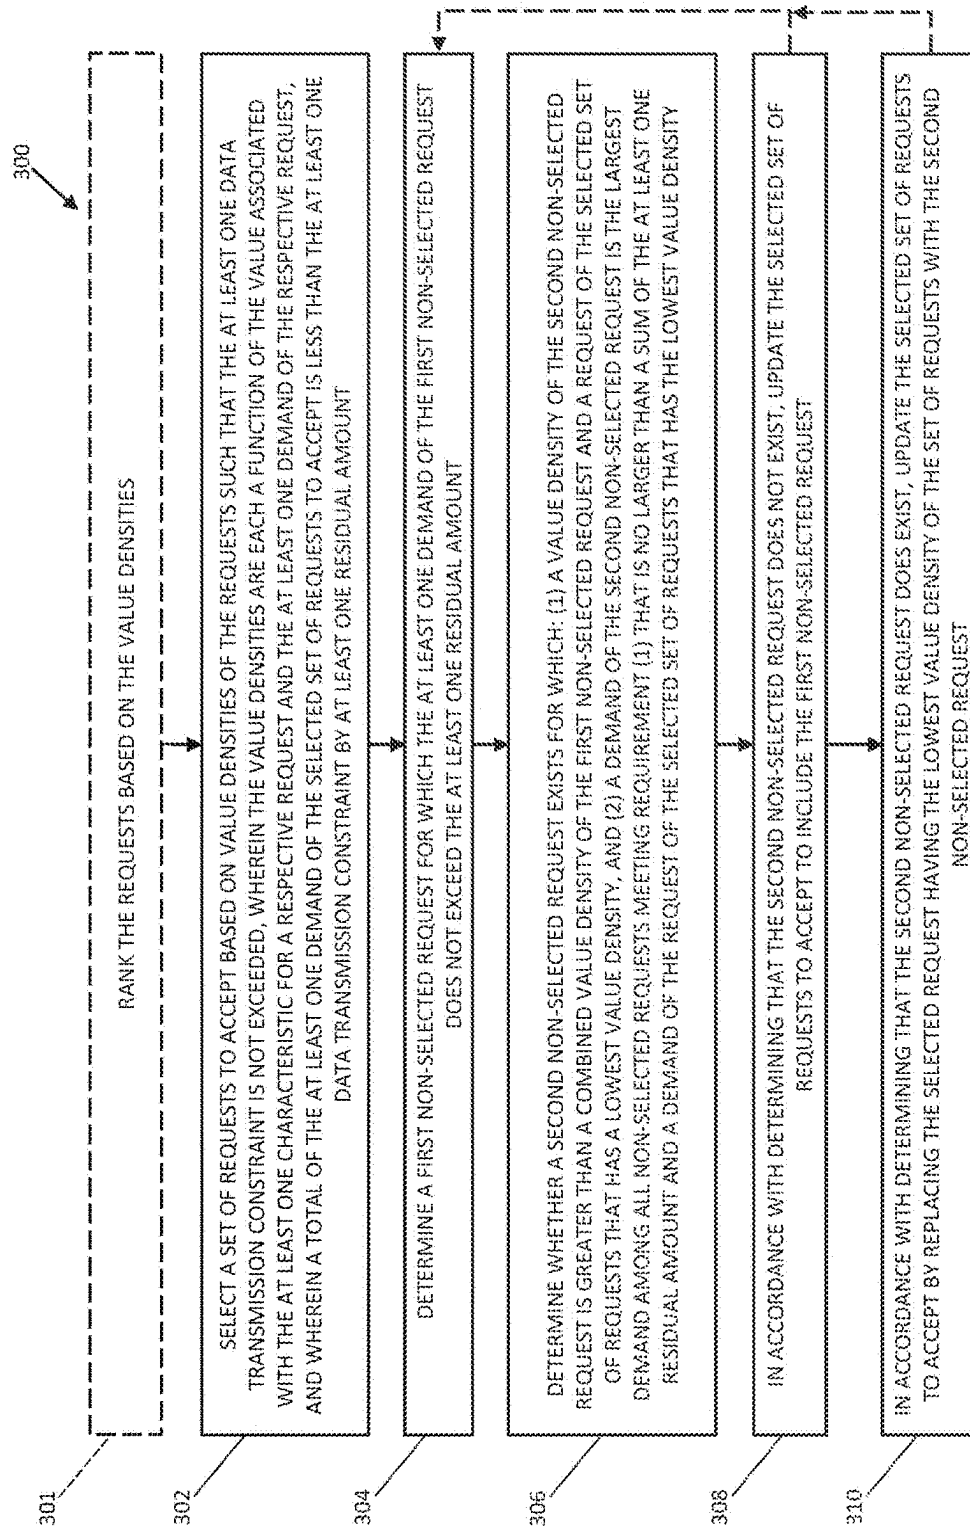 300
301
RANK THE REQUESTS BASED ON THE VALUE DENSITIES
302
SELECT A SET OF REQUESTS TO ACCEPT BASED ON VALUE DENSITIES OF THE REQUESTS SUCH THAT THE AT LEAST ONE DATA
TRANSMISSION CONSTRAINT IS NOT EXCEEDED, WHEREIN THE VALUE DENSITIES ARE EACH A FUNCTION OF THE VALUE ASSOCIATED
WITH THE AT LEAST ONE CHARACTERISTIC FOR A RESPECTIVE REQUEST AND THE AT LEAST ONE DEMAND OF THE RESPECTIVE REQUEST,
AND WHEREIN A TOTAL OF THE AT LEAST ONE DEMAND OF THE SELECTED SET OF REQUESTS TO ACCEPT IS LESS THAN THE AT LEAST ONE
DATA TRANSMISSION CONSTRAINT BY AT LEAST ONE RESIDUAL AMOUNT
304
DETERMINE A FIRST NON-SELECTED REQUEST FOR WHICH THE AT LEAST ONE DEMAND OF THE FIRST NON-SELECTED REQUEST
DOES NOT EXCEED THE AT LEAST ONE RESIDUAL AMOUNT
306
DETERMINE WHETHER A SECOND NON-SELECTED REQUEST EXISTS FOR WHICH: (1) A VALUE DENSITY OF THE SECOND NON-SELECTED
REQUEST IS GREATER THAN A COMBINED VALUE DENSITY OF THE FIRST NON-SELECTED REQUEST AND A REQUEST OF THE SELECTED SET
OF REQUESTS THAT HAS A LOWEST VALUE DENSITY, AND (2) A DEMAND OF THE SECOND NON-SELECTED REQUEST IS THE LARGEST
DEMAND AMONG ALL NON-SELECTED REQUESTS MEETING REQUIREMENT (1) THAT IS NO LARGER THAN A SUM OF THE AT LEAST ONE
RESIDUAL AMOUNT AND A DEMAND OF THE REQUEST OF THE SELECTED SET OF REQUESTS THAT HAS THE LOWEST VALUE DENSITY
308
IN ACCORDANCE WITH DETERMINING THAT THE SECOND NON-SELECTED REQUEST DOES NOT EXIST, UPDATE THE SELECTED SET OF
REQUESTS TO ACCEPT TO INCLUDE THE FIRST NON-SELECTED REQUEST
310
IN ACCORDANCE WITH DETERMINING THAT THE SECOND NON-SELECTED REQUEST DOES EXIST, UPDATE THE SELECTED SET OF REQUESTS
TO ACCEPT BY REPLACING THE SELECTED REQUEST HAVING THE LOWEST VALUE DENSITY OF THE SET OF REQUESTS WITH THE SECOND
NON-SELECTED REQUEST